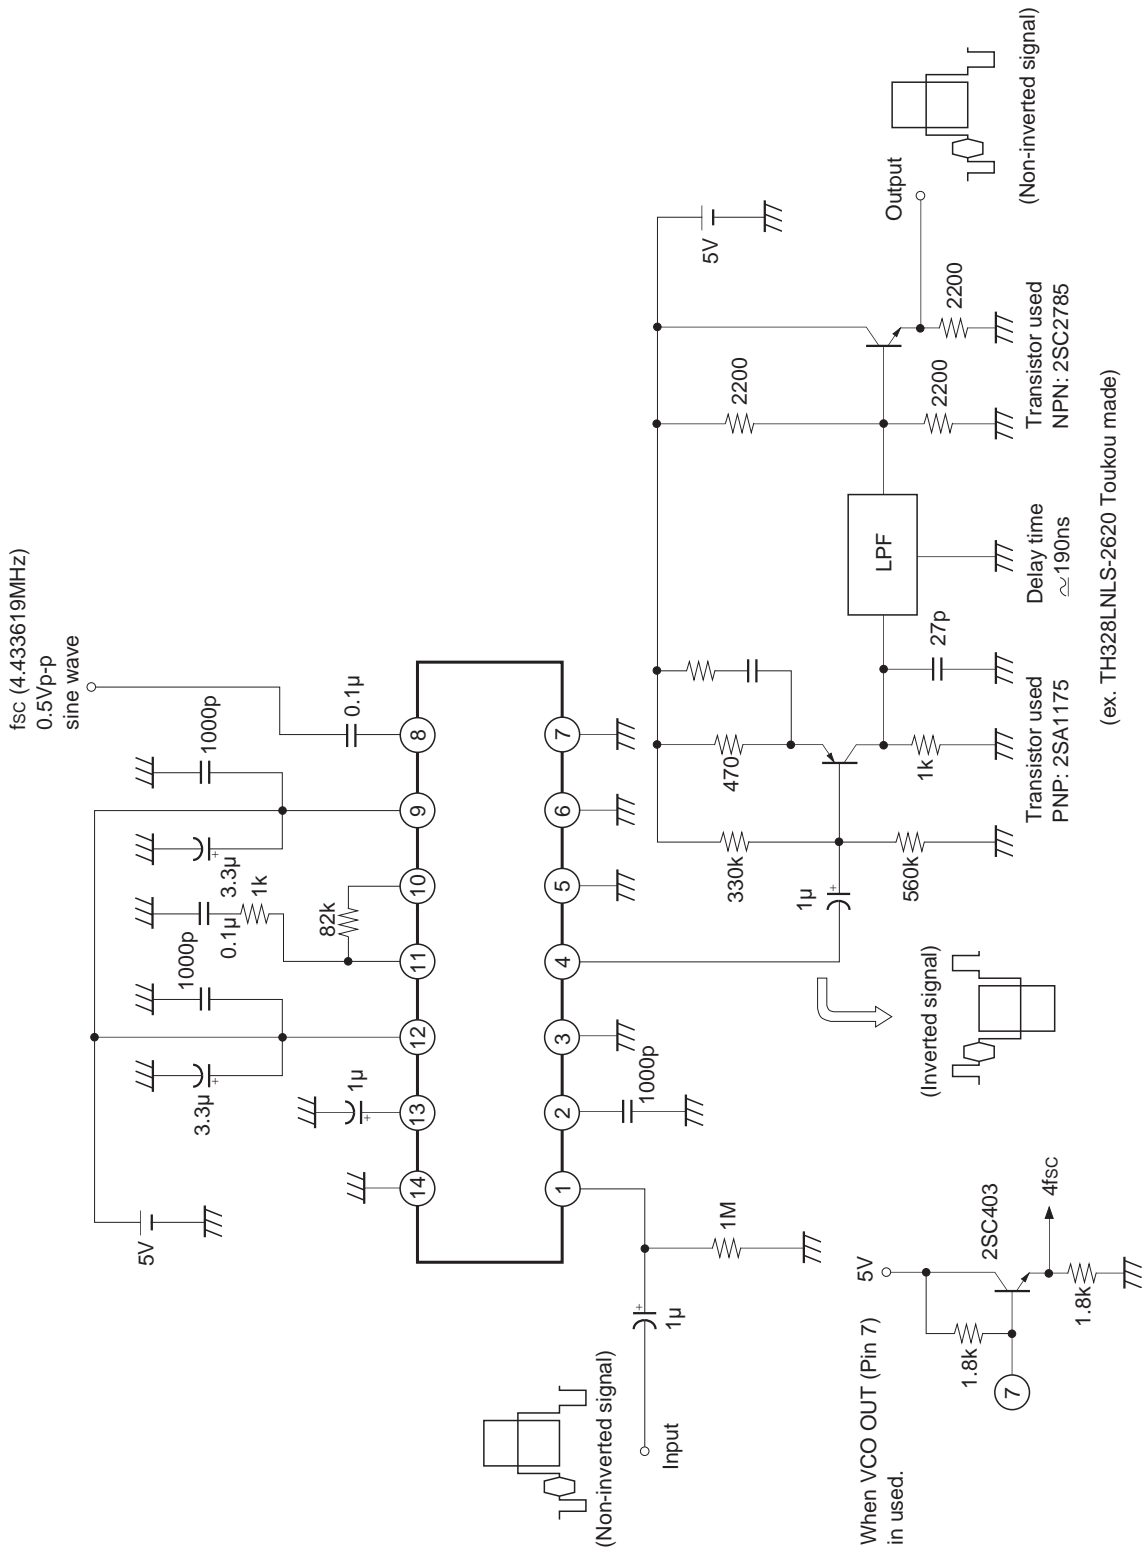 fsc (4.433619MHz)
0.5Vp-p
sine wave
5V
3.3μ
1000p
0.1μ
1k
3.3μ
1000p
1μ
82k
0.1μ
14
13
12
11
10
9
8
1
2
3
4
5
6
7
(Non-inverted signal)
Input
1μ
1M
1000p
(Inverted signal)
1μ
330k
560k
470
1k
27p
LPF
2200
2200
2200
5V
Output
(Non-inverted signal)
Transistor used
PNP: 2SA1175
Delay time
≃190ns
Transistor used
NPN: 2SC2785
(ex. TH328LNLS-2620 Toukou made)
When VCO OUT (Pin 7)
in used.
5V
1.8k
7
2SC403
4fsc
1.8k